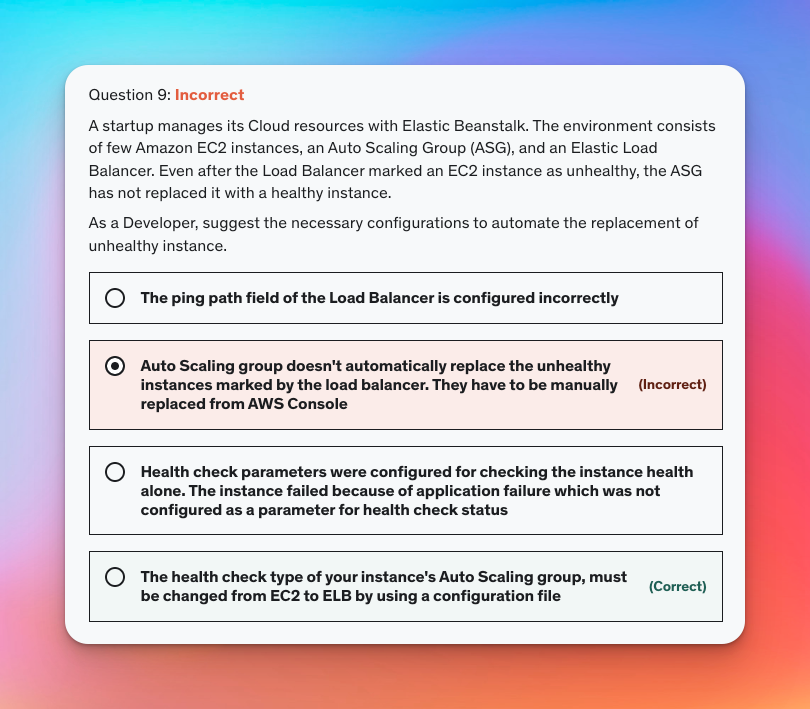 Question 9: Incorrect
A startup manages its Cloud resources with Elastic Beanstalk. The environment consists
of few Amazon EC2 instances, an Auto Scaling Group (ASG), and an Elastic Load
Balancer. Even after the Load Balancer marked an EC2 instance as unhealthy, the ASG
has not replaced it with a healthy instance.
As a Developer, suggest the necessary configurations to automate the replacement of
unhealthy instance.
The ping path field of the Load Balancer is configured incorrectly
Auto Scaling group doesn't automatically replace the unhealthy
instances marked by the load balancer. They have to be manually
replaced from AWS Console
(Incorrect)
Health check parameters were configured for checking the instance health
alone. The instance failed because of application failure which was not
configured as a parameter for health check status
The health check type of your instance's Auto Scaling group, must
be changed from EC2 to ELB by using a configuration file
(Correct)